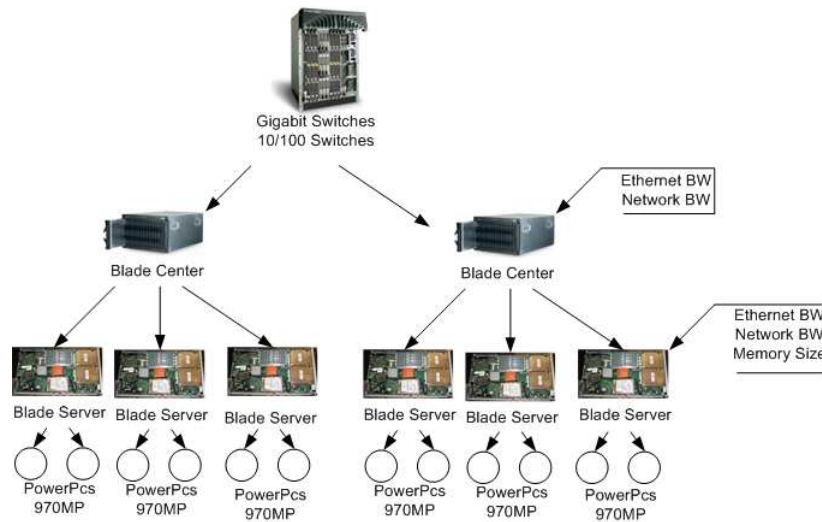 Gigabit Switches
10/100 Switches
Ethernet BW
Network BW
Blade Center
Blade Center
Ethernet BW
Network BW
Memory Size
Blade Server
Blade Server
Blade Server
Blade Server
Blade Server
Blade Server
PowerPcs
970MP
PowerPcs
970MP
PowerPcs
970MP
PowerPcs
970MP
PowerPcs
970MP
PowerPcs
970MP